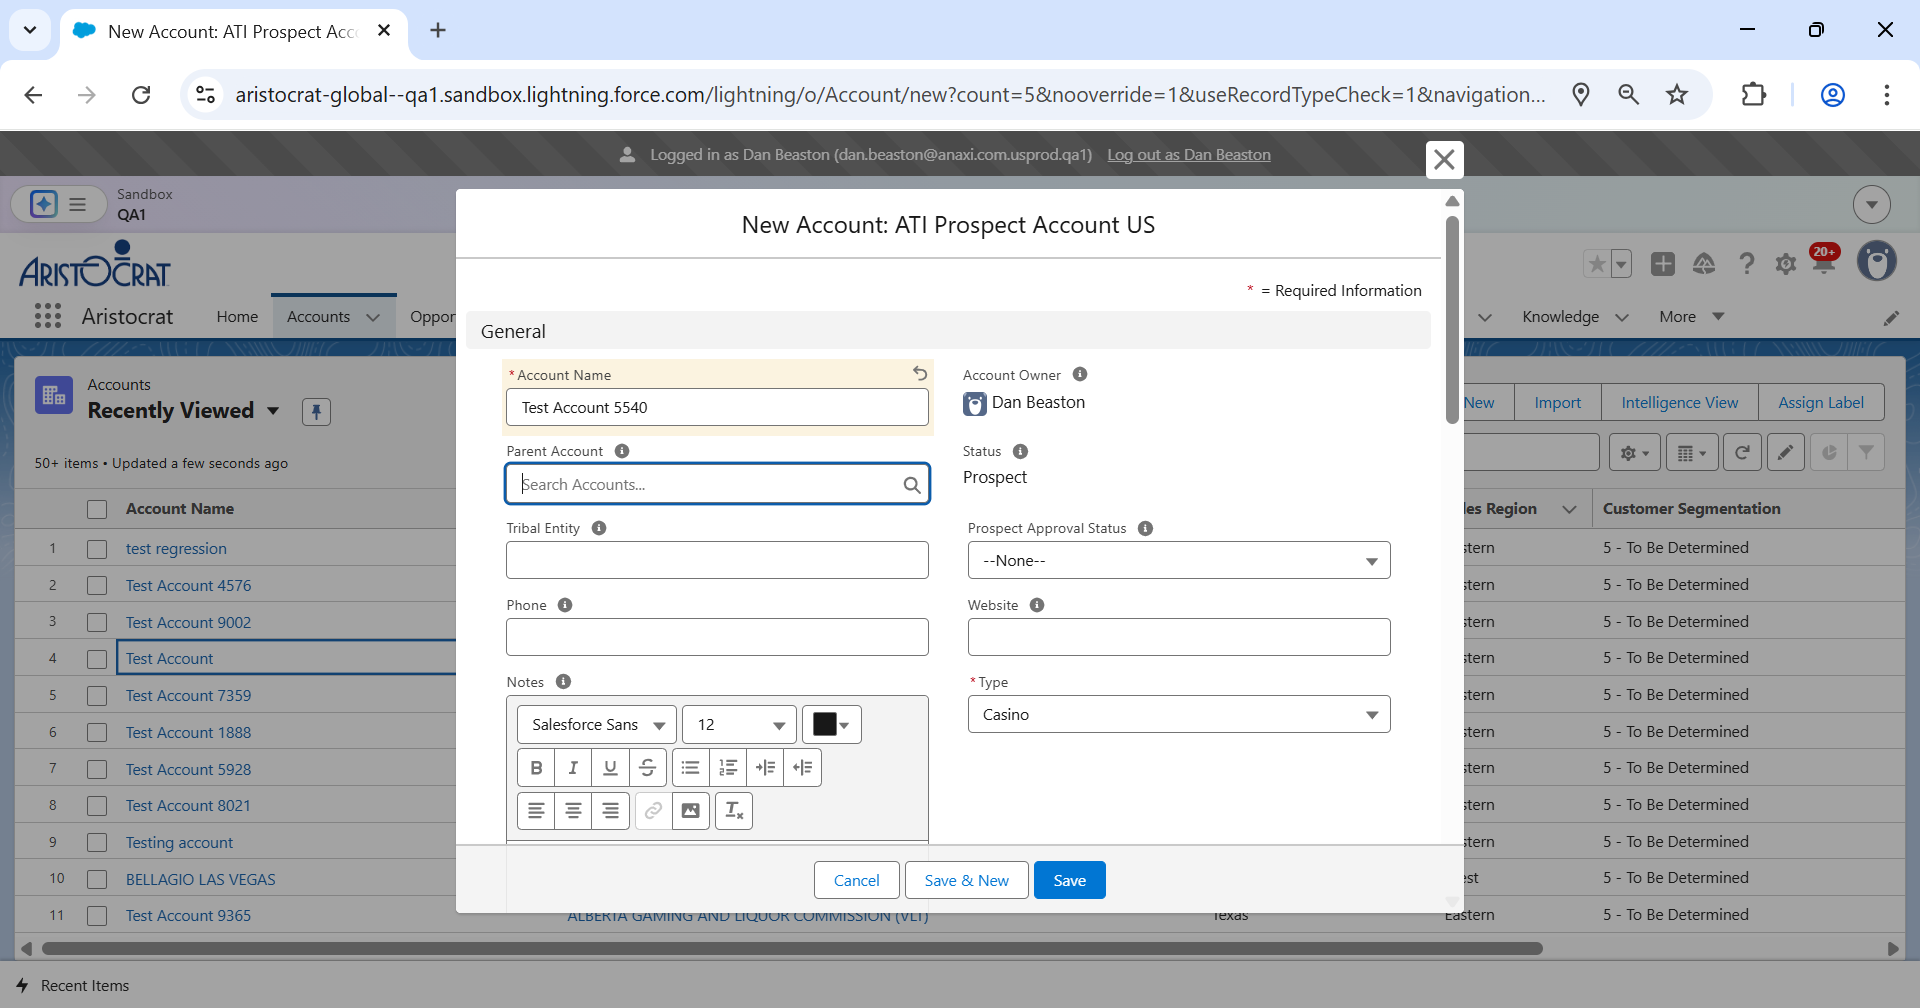 New Account: ATI Prospect Acc
aristocrat-global--qa1.sandbox.lightning.force.com/lightning/o/Account/new?count=5&nooverride=1&useRecordTypeCheck=1&navigation...
Logged in as Dan Beaston (dan.beaston@anaxi.com.usprod.qa1) Log out as Dan Beaston
Sandbox
QA1
New Account: ATI Prospect Account US
ARISTOCRAT
20+
* = Required Information
Aristocrat Home Accounts Oppor Knowledge More
General
Accounts
Recently Viewed
50+ items • Updated a few seconds ago
New Import Intelligence View Assign Label
* Account Name
Test Account 5540
Account Owner
Dan Beaston
Parent Account
Search Accounts...
Status
Prospect
Tribal Entity
Prospect Approval Status
--None--
Phone
Website
Notes
Salesforce Sans 12
B I U S
* Type
Casino
Cancel Save & New Save
Account Name les Region Customer Segmentation
1 test regression stern 5 - To Be Determined
2 Test Account 4576 stern 5 - To Be Determined
3 Test Account 9002 stern 5 - To Be Determined
4 Test Account stern 5 - To Be Determined
5 Test Account 7359 stern 5 - To Be Determined
6 Test Account 1888 stern 5 - To Be Determined
7 Test Account 5928 stern 5 - To Be Determined
8 Test Account 8021 stern 5 - To Be Determined
9 Testing account stern 5 - To Be Determined
10 BELLAGIO LAS VEGAS est 5 - To Be Determined
11 Test Account 9365 ALBERTA GAMING AND LIQUOR COMMISSION (VLT) Texas Eastern 5 - To Be Determined
Recent Items